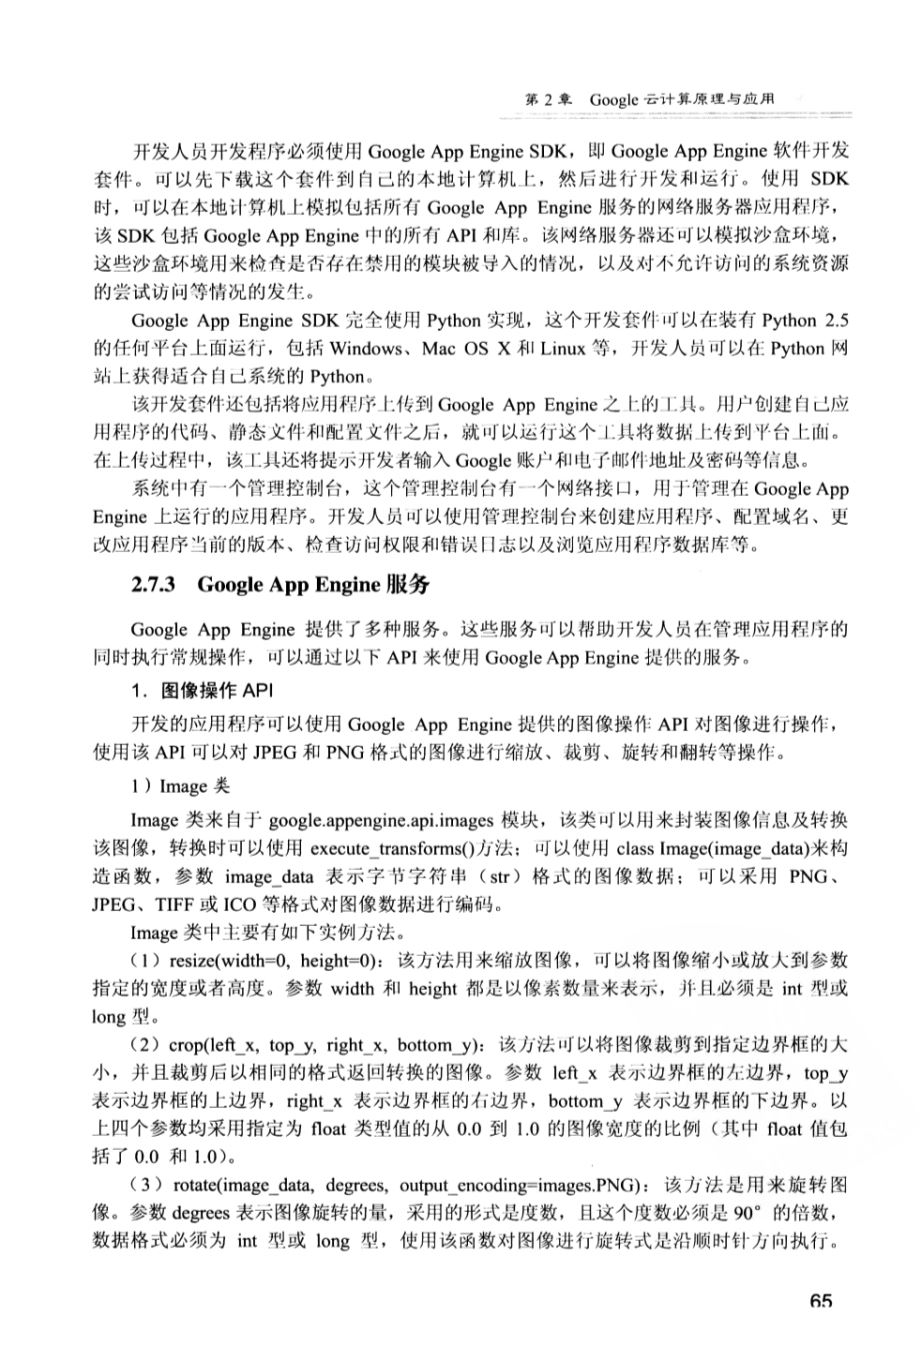 第 2 章 Google 云计算原理与应用
开发人员开发程序必须使用 Google App Engine SDK，即 Google App Engine 软件开发
套件。可以先下载这个套件到自己的本地计算机上，然后进行开发和运行。使用 SDK
时，可以在本地计算机上模拟包括所有 Google App Engine 服务的网络服务器应用程序，
该 SDK 包括 Google App Engine 中的所有 API 和库。该网络服务器还可以模拟沙盒环境，
这些沙盒环境用来检查是否存在禁用的模块被导入的情况，以及对不允许访问的系统资源
的尝试访问等情况的发生。
Google App Engine SDK 完全使用 Python 实现，这个开发套件可以在装有 Python 2.5
的任何平台上面运行，包括 Windows、Mac OS X 和 Linux 等，开发人员可以在 Python 网
站上获得适合自己系统的 Python。
该开发套件还包括将应用程序上传到 Google App Engine 之上的工具。用户创建自己应
用程序的代码、静态文件和配置文件之后，就可以运行这个工具将数据上传到平台上面。
在上传过程中，该工具还将提示开发者输入 Google 账户和电子邮件地址及密码等信息。
系统中有一个管理控制台，这个管理控制台有一个网络接口，用于管理在 Google App
Engine 上运行的应用程序。开发人员可以使用管理控制台来创建应用程序、配置域名、更
改应用程序当前的版本、检查访问权限和错误日志以及浏览应用程序数据库等。
2.7.3 Google App Engine 服务
Google App Engine 提供了多种服务。这些服务可以帮助开发人员在管理应用程序的
同时执行常规操作，可以通过以下 API 来使用 Google App Engine 提供的服务。
1．图像操作 API
开发的应用程序可以使用 Google App Engine 提供的图像操作 API 对图像进行操作，
使用该 API 可以对 JPEG 和 PNG 格式的图像进行缩放、裁剪、旋转和翻转等操作。
1）Image 类
Image 类来自于 google.appengine.api.images 模块，该类可以用来封装图像信息及转换
该图像，转换时可以使用 execute_transforms()方法；可以使用 class Image(image_data)来构
造函数，参数 image_data 表示字节字符串（str）格式的图像数据；可以采用 PNG、
JPEG、TIFF 或 ICO 等格式对图像数据进行编码。
Image 类中主要有如下实例方法。
（1）resize(width=0, height=0)：该方法用来缩放图像，可以将图像缩小或放大到参数
指定的宽度或者高度。参数 width 和 height 都是以像素数量来表示，并且必须是 int 型或
long 型。
（2）crop(left_x, top_y, right_x, bottom_y)：该方法可以将图像裁剪到指定边界框的大
小，并且裁剪后以相同的格式返回转换的图像。参数 left_x 表示边界框的左边界，top_y
表示边界框的上边界，right_x 表示边界框的右边界，bottom_y 表示边界框的下边界。以
上四个参数均采用指定为 float 类型值的从 0.0 到 1.0 的图像宽度的比例（其中 float 值包
括了 0.0 和 1.0）。
（3）rotate(image_data, degrees, output_encoding=images.PNG)：该方法是用来旋转图
像。参数 degrees 表示图像旋转的量，采用的形式是度数，且这个度数必须是 90°的倍数，
数据格式必须为 int 型或 long 型，使用该函数对图像进行旋转式是沿顺时针方向执行。
65